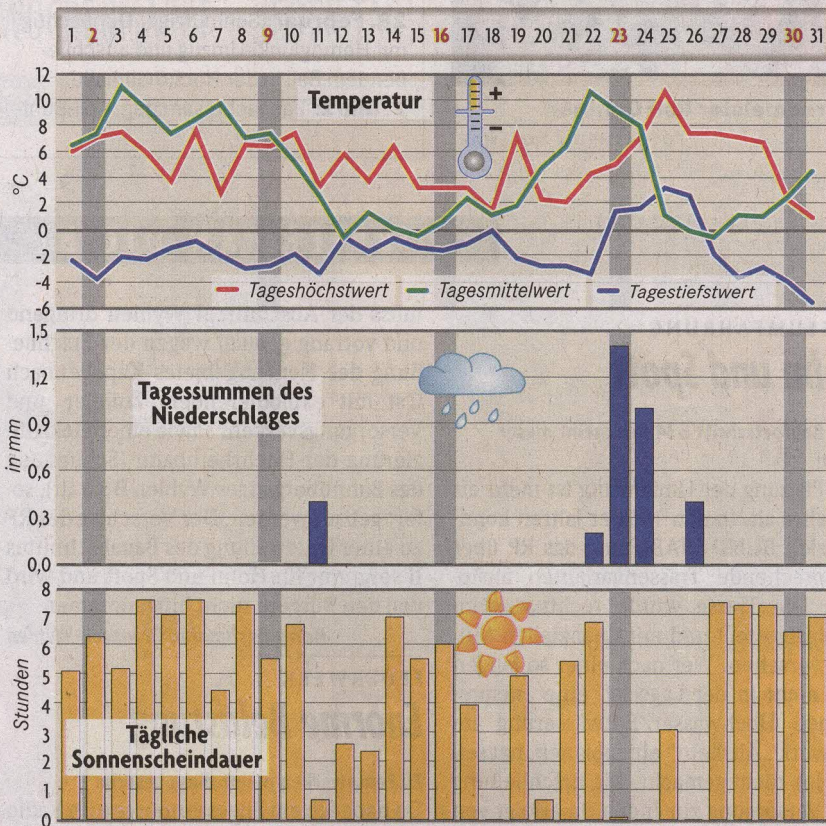 1 2 3 4 5 6 7 8 9 10 11 12 13 14 15 16 17 18 19 20 21 22 23 24 25 26 27 28 29 30 31
Temperatur
+
−
°C
12
10
8
6
4
2
0
-2
-4
-6
Tageshöchstwert Tagesmittelwert Tagestiefstwert
Tagessummen des
Niederschlages
in mm
1,5
1,2
0,9
0,6
0,3
0,0
Tägliche
Sonnenscheindauer
Stunden
8
7
6
5
4
3
2
1
0